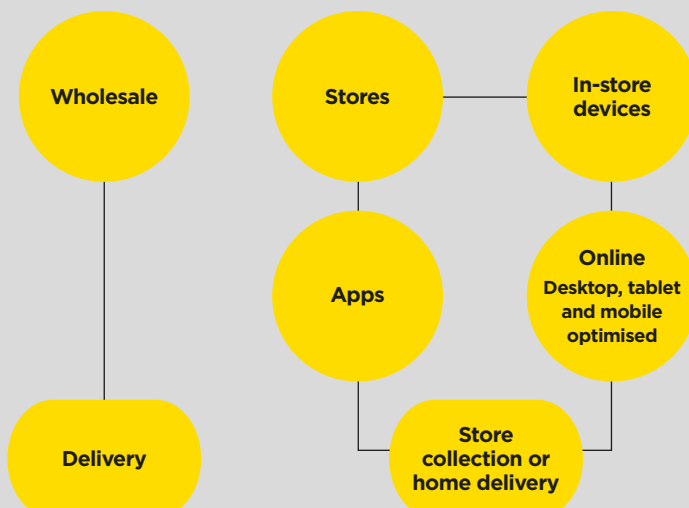 Wholesale
Stores
In-store
devices
Apps
Online
Desktop, tablet
and mobile
optimised
Delivery
Store
collection or
home delivery